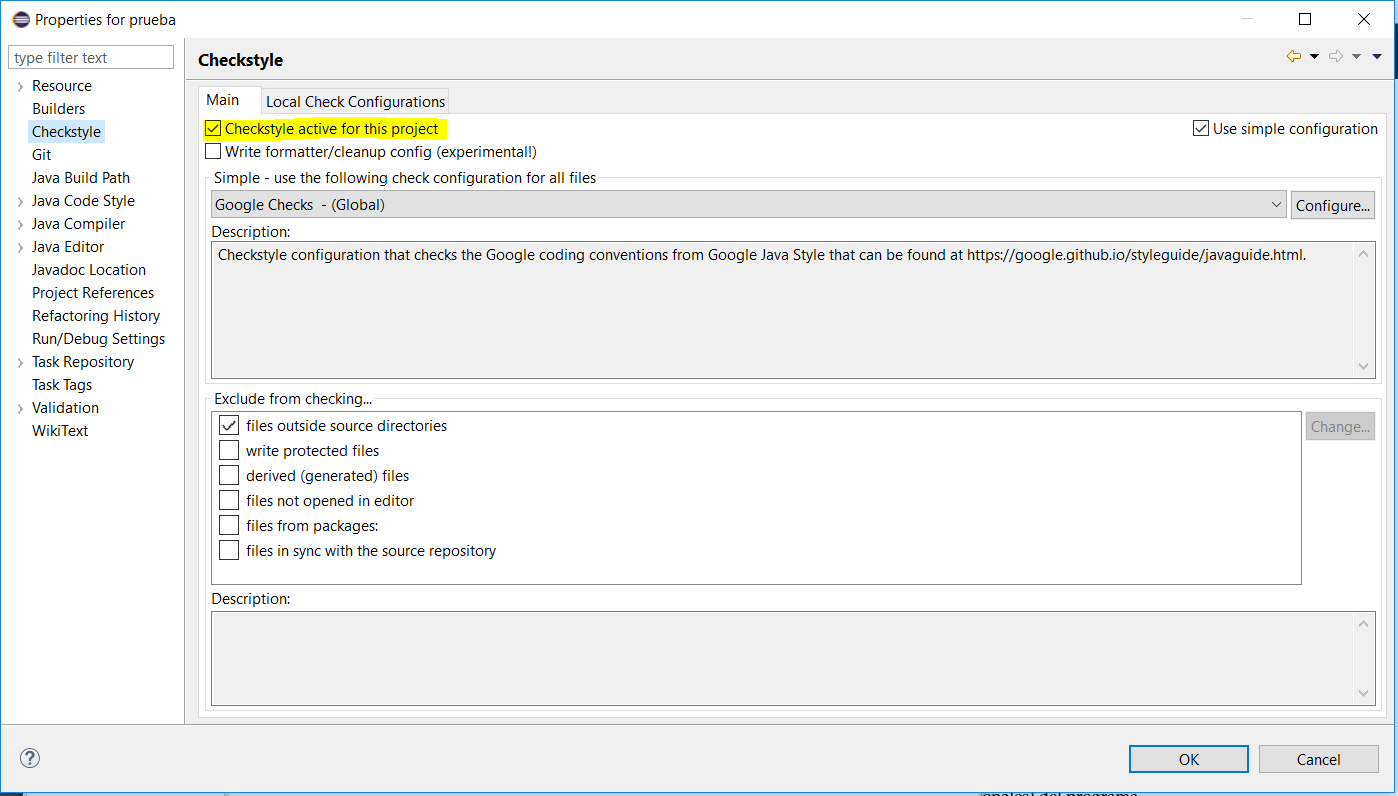 Properties for prueba
type filter text
Resource
Builders
Checkstyle
Git
Java Build Path
Java Code Style
Java Compiler
Java Editor
Javadoc Location
Project References
Refactoring History
Run/Debug Settings
Task Repository
Task Tags
Validation
WikiText
Checkstyle
Main
Local Check Configurations
Checkstyle active for this project
Use simple configuration
Write formatter/cleanup config (experimental!)
Simple - use the following check configuration for all files
Google Checks - (Global)
Configure...
Description:
Checkstyle configuration that checks the Google coding conventions from Google Java Style that can be found at https://google.github.io/styleguide/javaguide.html.
Exclude from checking...
files outside source directories
Change...
write protected files
derived (generated) files
files not opened in editor
files from packages:
files in sync with the source repository
Description:
?
OK
Cancel